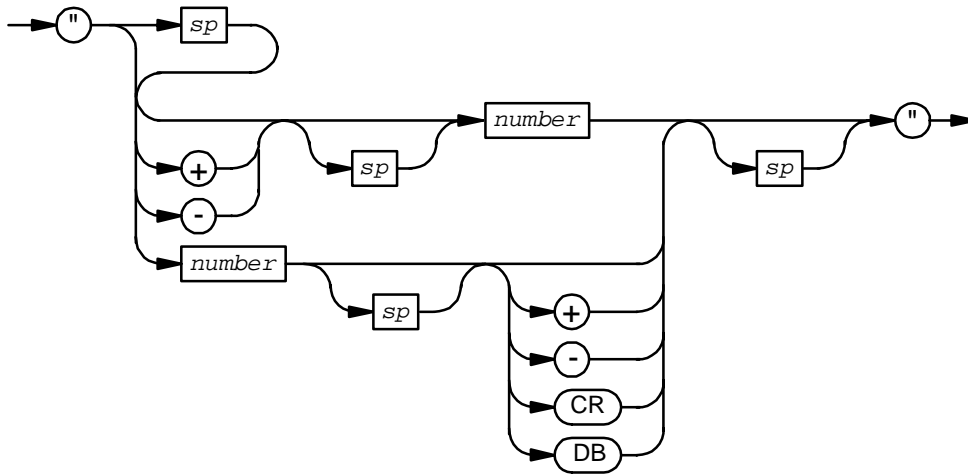 " sp
number "
+ sp sp
-
number
sp +
-
CR
DB